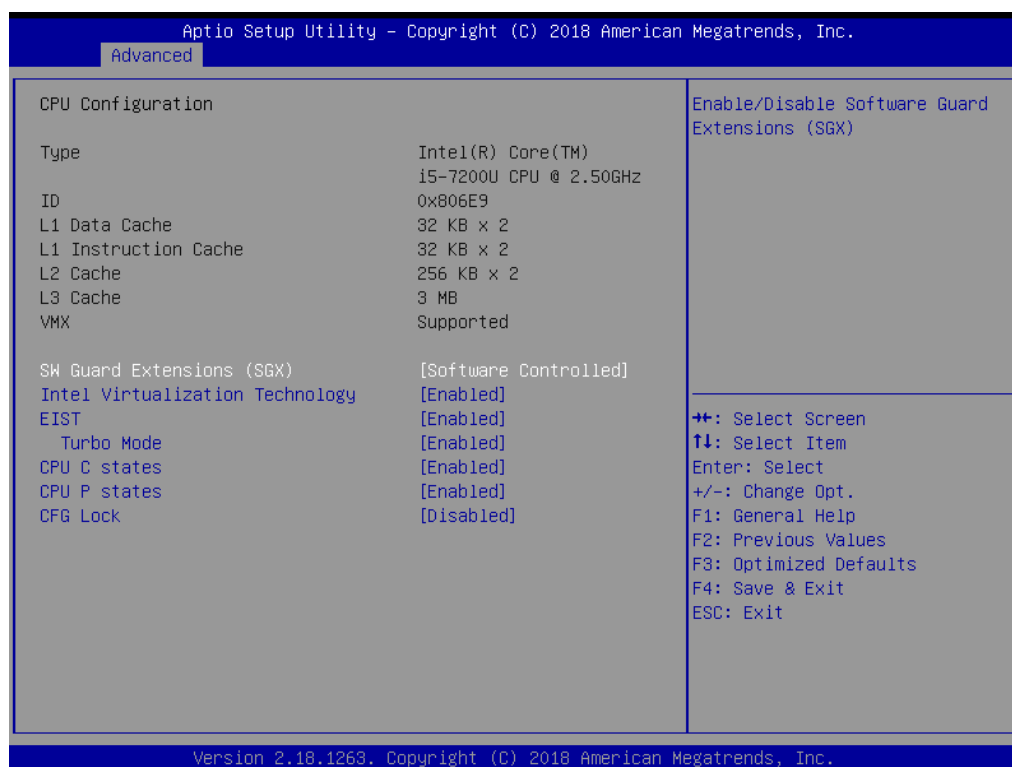 Aptio Setup Utility – Copyright (C) 2018 American Megatrends, Inc.
Advanced
CPU Configuration
Type Intel(R) Core(TM)
i5-7200U CPU @ 2.50GHz
ID 0x806E9
L1 Data Cache 32 KB x 2
L1 Instruction Cache 32 KB x 2
L2 Cache 256 KB x 2
L3 Cache 3 MB
VMX Supported
SW Guard Extensions (SGX) [Software Controlled]
Intel Virtualization Technology [Enabled]
EIST [Enabled]
Turbo Mode [Enabled]
CPU C states [Enabled]
CPU P states [Enabled]
CFG Lock [Disabled]
Enable/Disable Software Guard
Extensions (SGX)
→←: Select Screen
↑↓: Select Item
Enter: Select
+/-: Change Opt.
F1: General Help
F2: Previous Values
F3: Optimized Defaults
F4: Save & Exit
ESC: Exit
Version 2.18.1263. Copyright (C) 2018 American Megatrends, Inc.